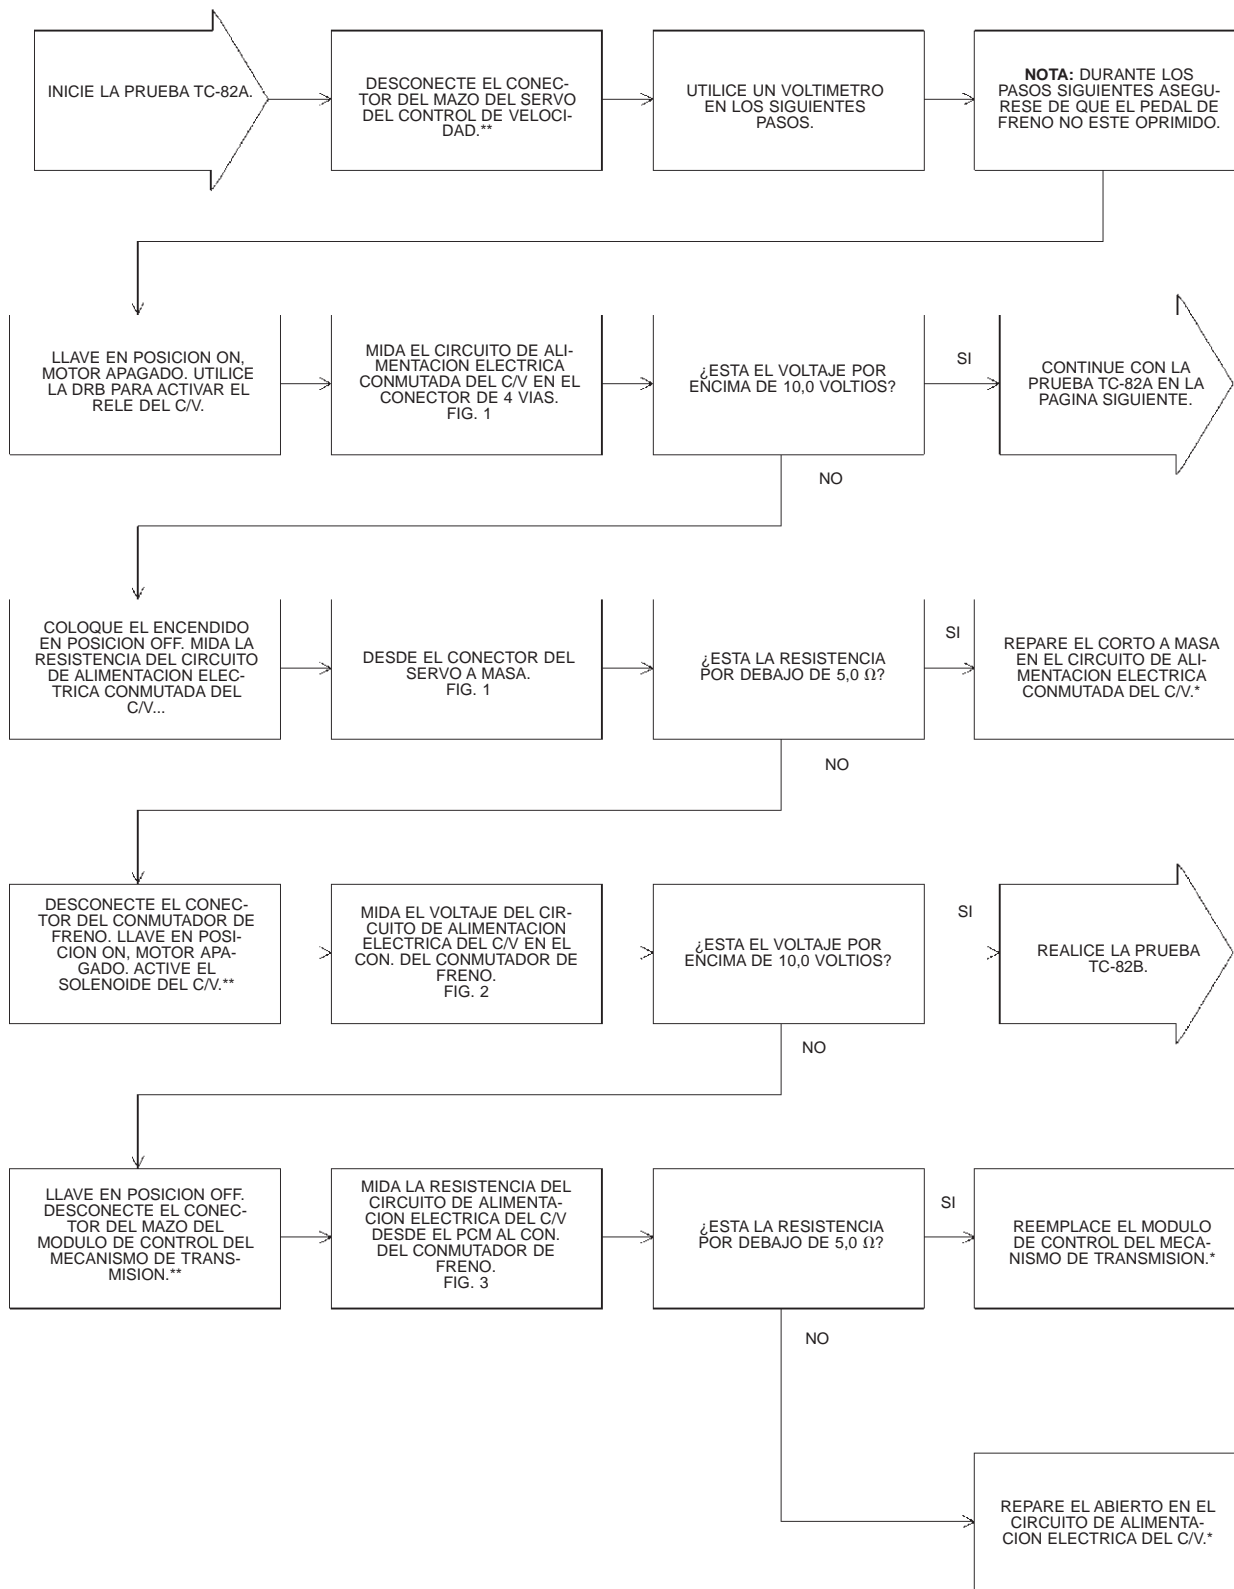 INICIE LA PRUEBA TC-82A.
DESCONECTE EL CONEC-
TOR DEL MAZO DEL SERVO
DEL CONTROL DE VELOCI-
DAD.**
UTILICE UN VOLTIMETRO
EN LOS SIGUIENTES
PASOS.
NOTA: DURANTE LOS
PASOS SIGUIENTES ASEGU-
RESE DE QUE EL PEDAL DE
FRENO NO ESTE OPRIMIDO.
LLAVE EN POSICION ON,
MOTOR APAGADO. UTILICE
LA DRB PARA ACTIVAR EL
RELE DEL C/V.
MIDA EL CIRCUITO DE ALI-
MENTACION ELECTRICA
CONMUTADA DEL C/V EN EL
CONECTOR DE 4 VIAS.
FIG. 1
¿ESTA EL VOLTAJE POR
ENCIMA DE 10,0 VOLTIOS?
SI
CONTINUE CON LA
PRUEBA TC-82A EN LA
PAGINA SIGUIENTE.
NO
COLOQUE EL ENCENDIDO
EN POSICION OFF. MIDA LA
RESISTENCIA DEL CIRCUITO
DE ALIMENTACION ELEC-
TRICA CONMUTADA DEL
C/V...
DESDE EL CONECTOR DEL
SERVO A MASA.
FIG. 1
¿ESTA LA RESISTENCIA
POR DEBAJO DE 5,0 Ω?
SI
REPARE EL CORTO A MASA
EN EL CIRCUITO DE ALI-
MENTACION ELECTRICA
CONMUTADA DEL C/V.*
NO
DESCONECTE EL CONEC-
TOR DEL CONMUTADOR DE
FRENO. LLAVE EN POSI-
CION ON, MOTOR APA-
GADO. ACTIVE EL
SOLENOIDE DEL C/V.**
MIDA EL VOLTAJE DEL CIR-
CUITO DE ALIMENTACION
ELECTRICA DEL C/V EN EL
CON. DEL CONMUTADOR DE
FRENO.
FIG. 2
¿ESTA EL VOLTAJE POR
ENCIMA DE 10,0 VOLTIOS?
SI
REALICE LA PRUEBA
TC-82B.
NO
LLAVE EN POSICION OFF.
DESCONECTE EL CONEC-
TOR DEL MAZO DEL
MODULO DE CONTROL DEL
MECANISMO DE TRANS-
MISION.**
MIDA LA RESISTENCIA DEL
CIRCUITO DE ALIMENTA-
CION ELECTRICA DEL C/V
DESDE EL PCM AL CON.
DEL CONMUTADOR DE
FRENO.
FIG. 3
¿ESTA LA RESISTENCIA
POR DEBAJO DE 5,0 Ω?
SI
REEMPLACE EL MODULO
DE CONTROL DEL MECA-
NISMO DE TRANSMISION.*
NO
REPARE EL ABIERTO EN EL
CIRCUITO DE ALIMENTA-
CION ELECTRICA DEL C/V.*